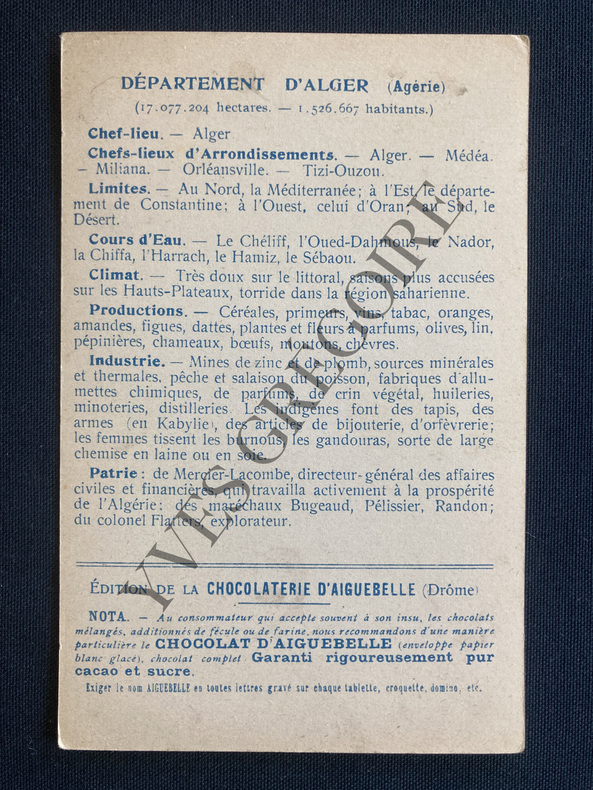 DÉPARTEMENT D'ALGER (Agérie)
(17.077.204 hectares. — 1.526.667 habitants.)
Chef-lieu. — Alger
Chefs-lieux d'Arrondissements. — Alger. — Médéa.
— Miliana. — Orléansville. — Tizi-Ouzou.
Limites. — Au Nord, la Méditerranée; à l'Est, le départe-
ment de Constantine; à l'Ouest, celui d'Oran; au Sud, le
Désert.
Cours d'Eau. — Le Chéliff, l'Oued-Dahmous, le Nador,
la Chiffa, l'Harrach, le Hamiz, le Sébaou.
Climat. — Très doux sur le littoral, saisons plus accusées
sur les Hauts-Plateaux, torride dans la région saharienne.
Productions. — Céréales, primeurs, vins, tabac, oranges,
amandes, figues, dattes, plantes et fleurs à parfums, olives, lin,
pépinières, chameaux, bœufs, moutons, chèvres.
Industrie. — Mines de zinc et de plomb, sources minérales
et thermales, pêche et salaison du poisson, fabriques d'allu-
mettes chimiques, de parfums, de crin végétal, huileries,
minoteries, distilleries. Les indigènes font des tapis, des
armes (en Kabylie), des articles de bijouterie, d'orfèvrerie;
les femmes tissent les burnous, les gandouras, sorte de large
chemise en laine ou en soie.
Patrie : de Mercier-Lacombe, directeur-général des affaires
civiles et financières, qui travailla activement à la prospérité
de l'Algérie: des maréchaux Bugeaud, Pélissier, Randon;
du colonel Flatters, explorateur.
ÉDITION DE LA CHOCOLATERIE D'AIGUEBELLE (Drôme)
NOTA. — Au consommateur qui accepte souvent à son insu, les chocolats
mélangés, additionnés de fécule ou de farine, nous recommandons d'une manière
particulière le CHOCOLAT D'AIGUEBELLE (enveloppe papier
blanc glacé), chocolat complet Garanti rigoureusement pur
cacao et sucre.
Exiger le nom AIGUEBELLE en toutes lettres gravé sur chaque tablette, croquette, domino, etc.
YVES GRÉGOIRE